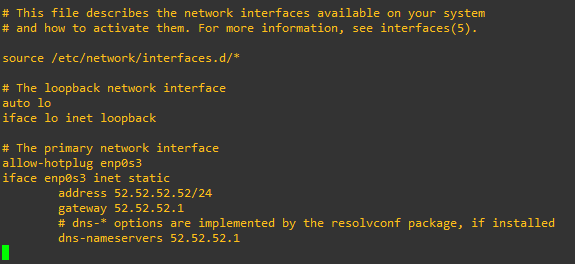 # This file describes the network interfaces available on your system
# and how to activate them. For more information, see interfaces(5).

source /etc/network/interfaces.d/*

# The loopback network interface
auto lo
iface lo inet loopback

# The primary network interface
allow-hotplug enp0s3
iface enp0s3 inet static
        address 52.52.52.52/24
        gateway 52.52.52.1
        # dns-* options are implemented by the resolvconf package, if installed
        dns-nameservers 52.52.52.1